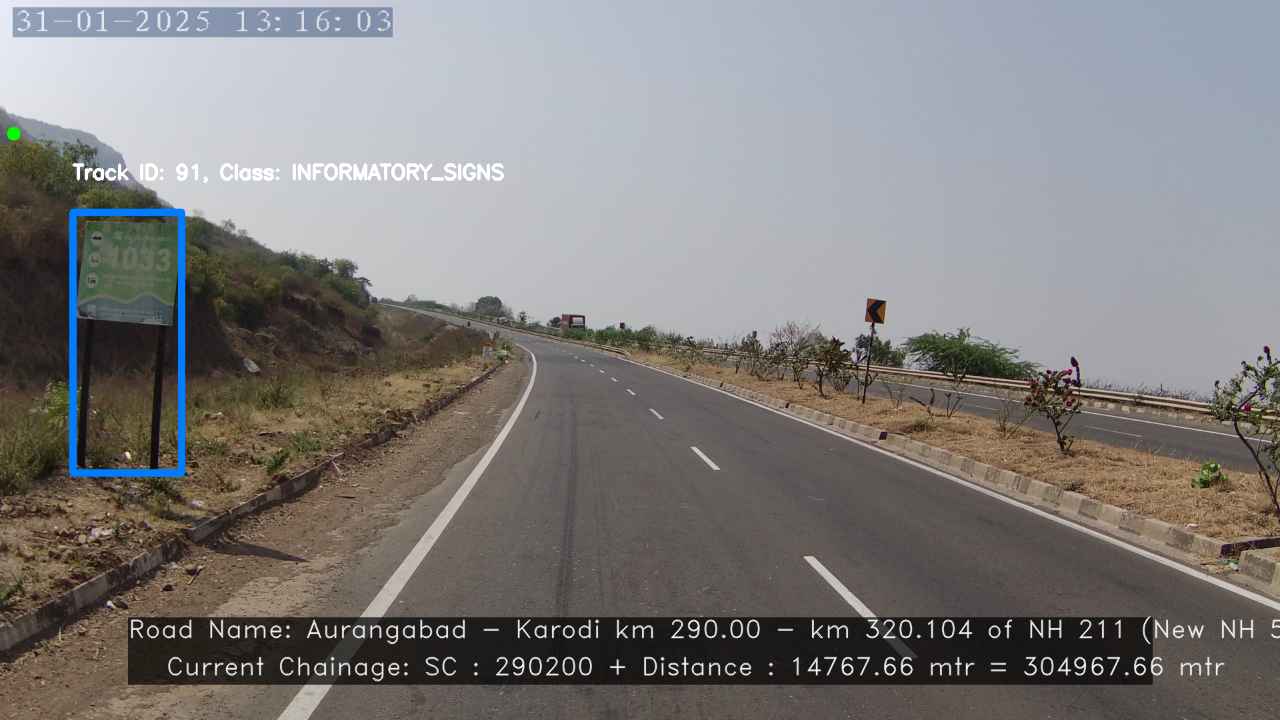 31-01-2025 13:16:03
Track ID: 91, Class: INFORMATORY_SIGNS
1033
Road Name: Aurangabad - Karodi km 290.00 - km 320.104 of NH 211 (New NH 5
Current Chainage: SC : 290200 + Distance : 14767.66 mtr = 304967.66 mtr